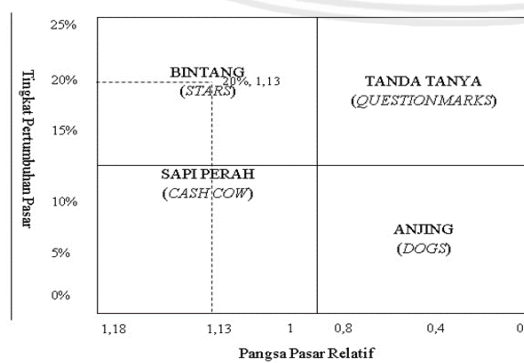 25%
BINTANG
20%
20%, 1,13
(STARS)
TANDA TANYA
(QUESTIONMARKS)
15%
Tingkat Pertumbuhan Pasar
SAPI PERAH
(CASH COW)
10%
ANJING
(DOGS)
5%
0%
1,18 1,13 1 0,8 0,4 0
Pangsa Pasar Relatif